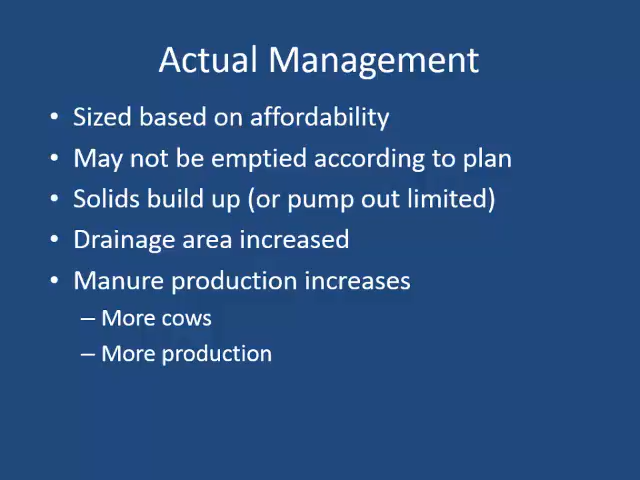 Actual Management
• Sized based on affordability
• May not be emptied according to plan
• Solids build up (or pump out limited)
• Drainage area increased
• Manure production increases
– More cows
– More production